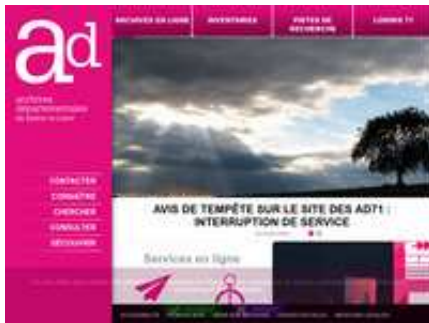 ad
archives
départementales
de Saône-et-Loire
ARCHIVES EN LIGNE
INVENTAIRES
PISTES DE
RECHERCHE
CONTACTER
CONNAÎTRE
CHERCHER
CONSULTER
DÉCOUVRIR
AVIS DE TEMPÊTE SUR LE SITE DES AD71 :
INTERRUPTION DE SERVICE
Services en ligne